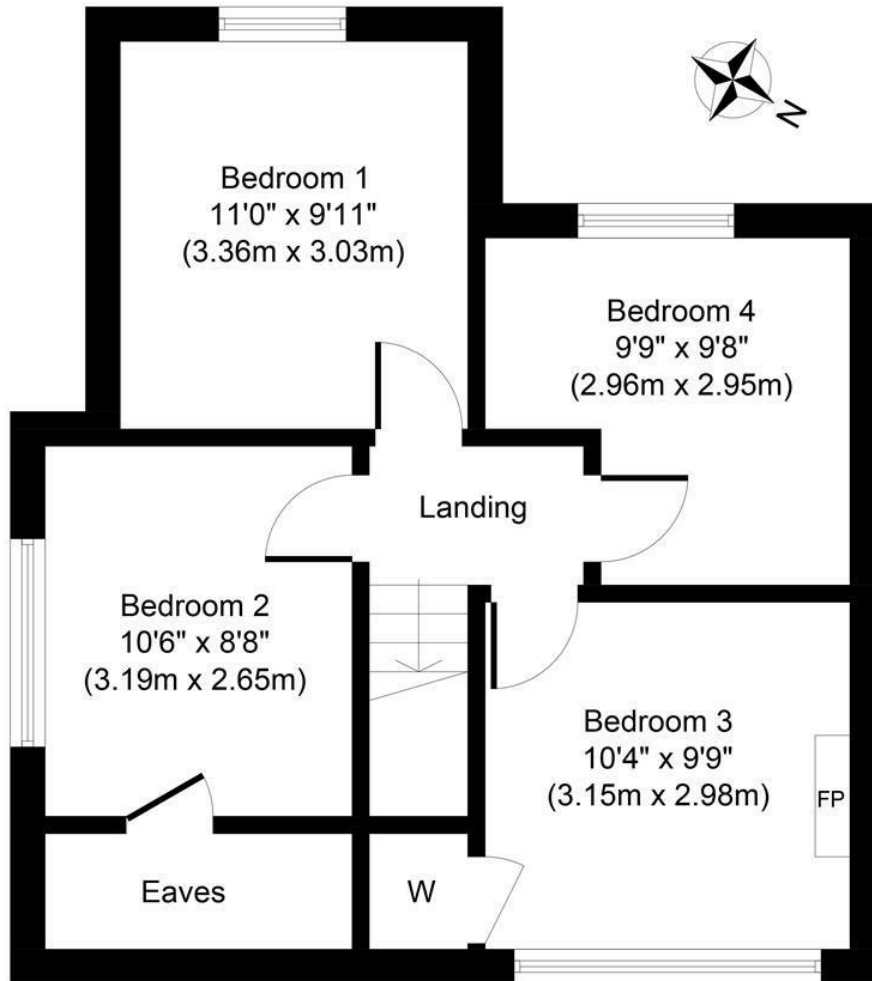 N
Bedroom 1
11'0" x 9'11"
(3.36m x 3.03m)
Bedroom 4
9'9" x 9'8"
(2.96m x 2.95m)
Landing
Bedroom 2
10'6" x 8'8"
(3.19m x 2.65m)
Bedroom 3
10'4" x 9'9"
(3.15m x 2.98m)
FP
Eaves
W